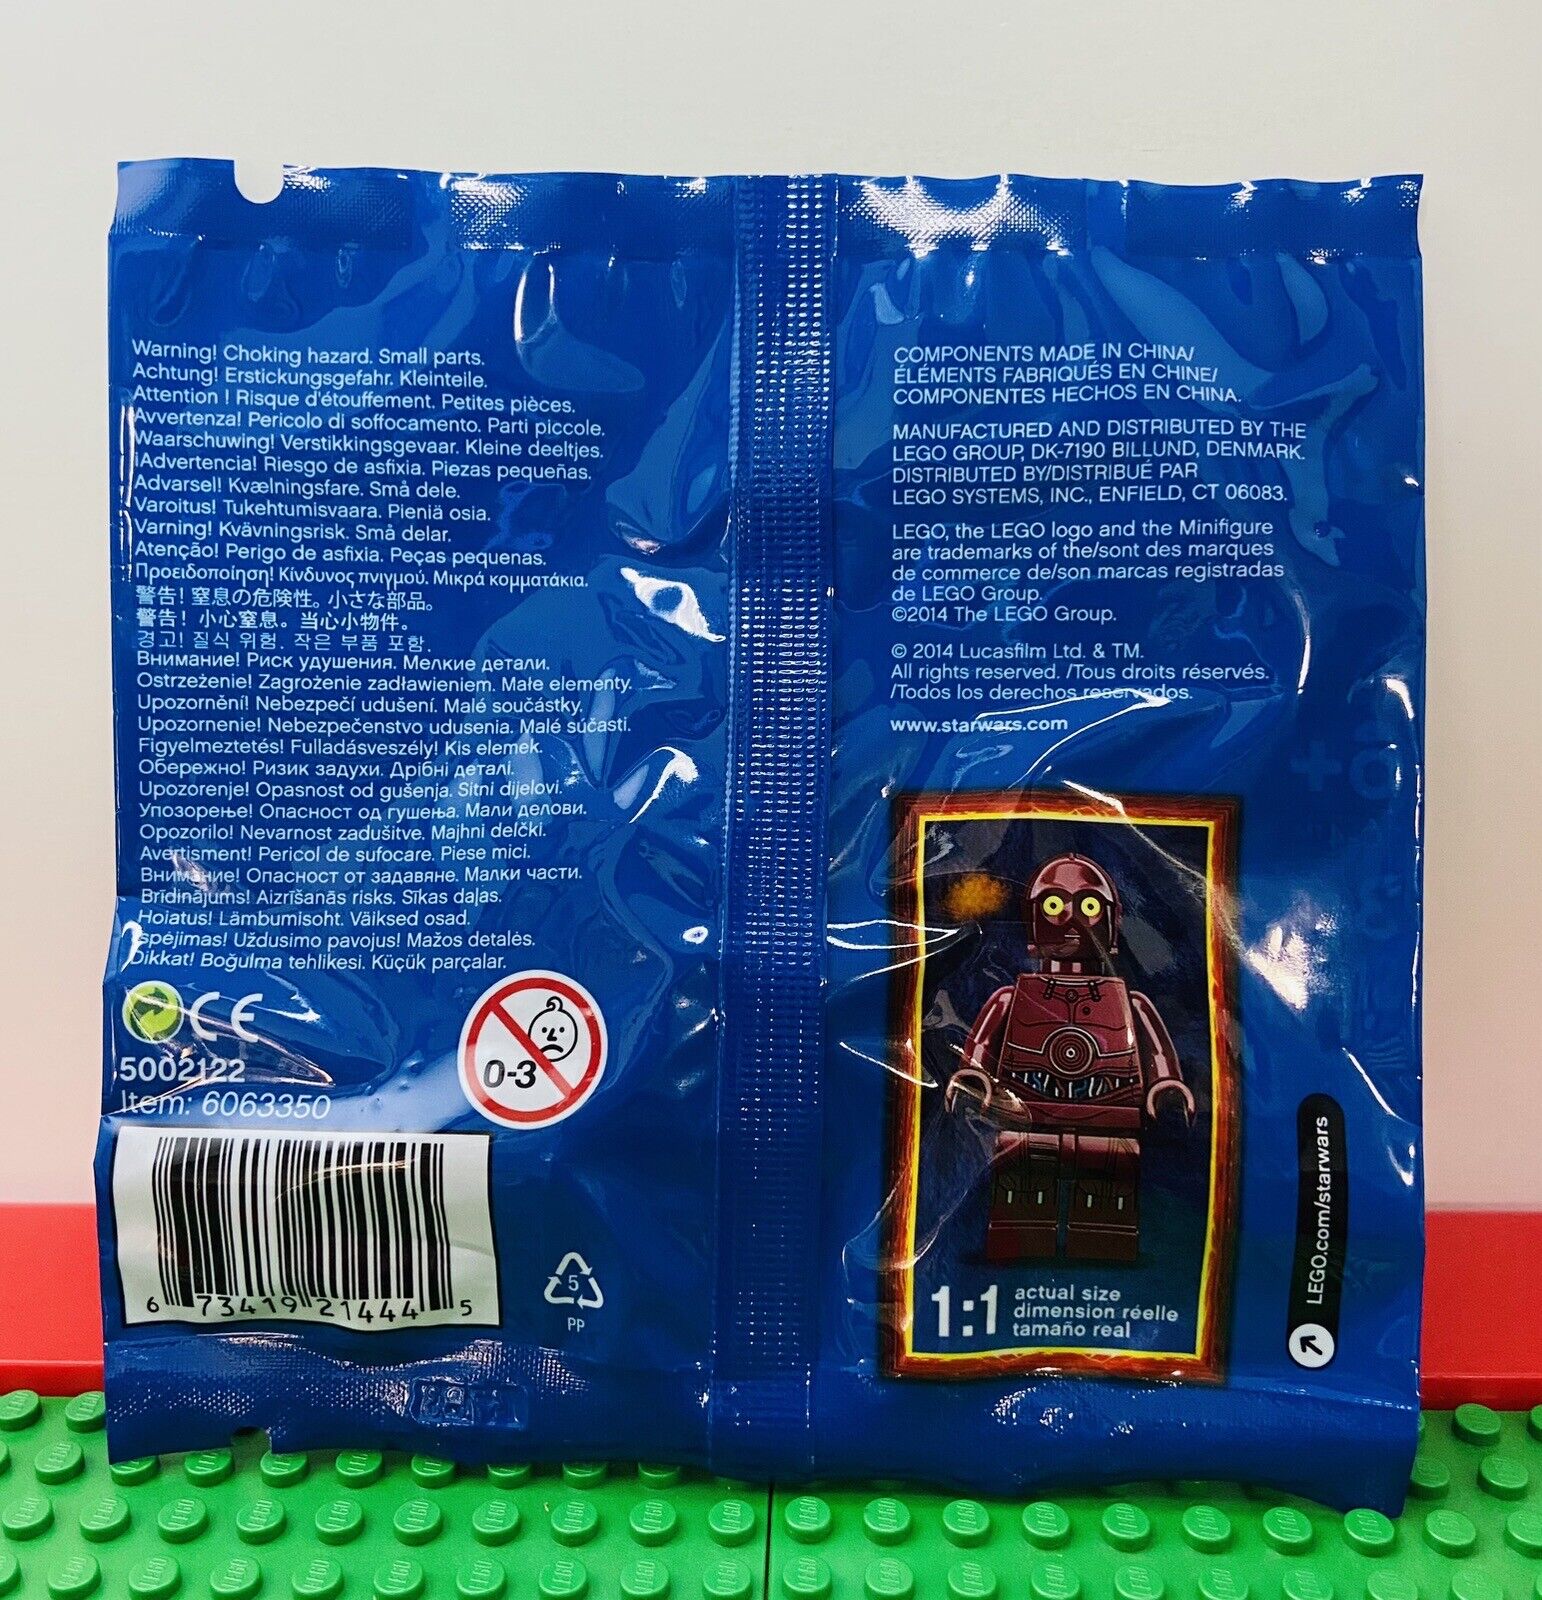 Warning! Choking hazard. Small parts.
Achtung! Erstickungsgefahr. Kleinteile.
Attention ! Risque d'étouffement. Petites pièces.
Avvertenza! Pericolo di soffocamento. Parti piccole.
Waarschuwing! Verstikkingsgevaar. Kleine deeltjes.
¡Advertencia! Riesgo de asfixia. Piezas pequeñas.
Advarsel! Kvælningsfare. Små dele.
Varoitus! Tukehtumisvaara. Pieniä osia.
Varning! Kvävningsrisk. Små delar.
Atenção! Perigo de asfixia. Peças pequenas.
Προειδοποίηση! Κίνδυνος πνιγμού. Μικρά κομματάκια.
警告! 窒息の危険性。小さな部品。
警告! 小心窒息。当心小物件。
경고! 질식 위험. 작은 부품 포함.
Внимание! Риск удушения. Мелкие детали.
Ostrzeżenie! Zagrożenie zadławieniem. Małe elementy.
Upozornění! Nebezpečí udušení. Malé součástky.
Upozornenie! Nebezpečenstvo udusenia. Malé súčasti.
Figyelmeztetés! Fulladásveszély! Kis elemek.
Обережно! Ризик задухи. Дрібні деталі.
Upozorenje! Opasnost od gušenja. Sitni dijelovi.
Упозорење! Опасност од гушења. Мали делови.
Opozorilo! Nevarnost zadušitve. Majhni delčki.
Avertisment! Pericol de sufocare. Piese mici.
Внимание! Опасност от задавяне. Малки части.
Brīdinājums! Aizrīšanās risks. Sīkas daļas.
Hoiatus! Lämbumisoht. Väiksed osad.
Įspėjimas! Uždusimo pavojus! Mažos detalės.
Dikkat! Boğulma tehlikesi. Küçük parçalar.
CE
0-3
5002122
Item: 6063350
6 73419 21444 5
5
PP
COMPONENTS MADE IN CHINA/
ÉLÉMENTS FABRIQUÉS EN CHINE/
COMPONENTES HECHOS EN CHINA.
MANUFACTURED AND DISTRIBUTED BY THE
LEGO GROUP, DK-7190 BILLUND, DENMARK.
DISTRIBUTED BY/DISTRIBUÉ PAR
LEGO SYSTEMS, INC., ENFIELD, CT 06083.
LEGO, the LEGO logo and the Minifigure
are trademarks of the/sont des marques
de commerce de/son marcas registradas
de LEGO Group.
©2014 The LEGO Group.
© 2014 Lucasfilm Ltd. & TM.
All rights reserved. /Tous droits réservés.
/Todos los derechos reservados.
www.starwars.com
1:1
actual size
dimension réelle
tamaño real
LEGO.com/starwars